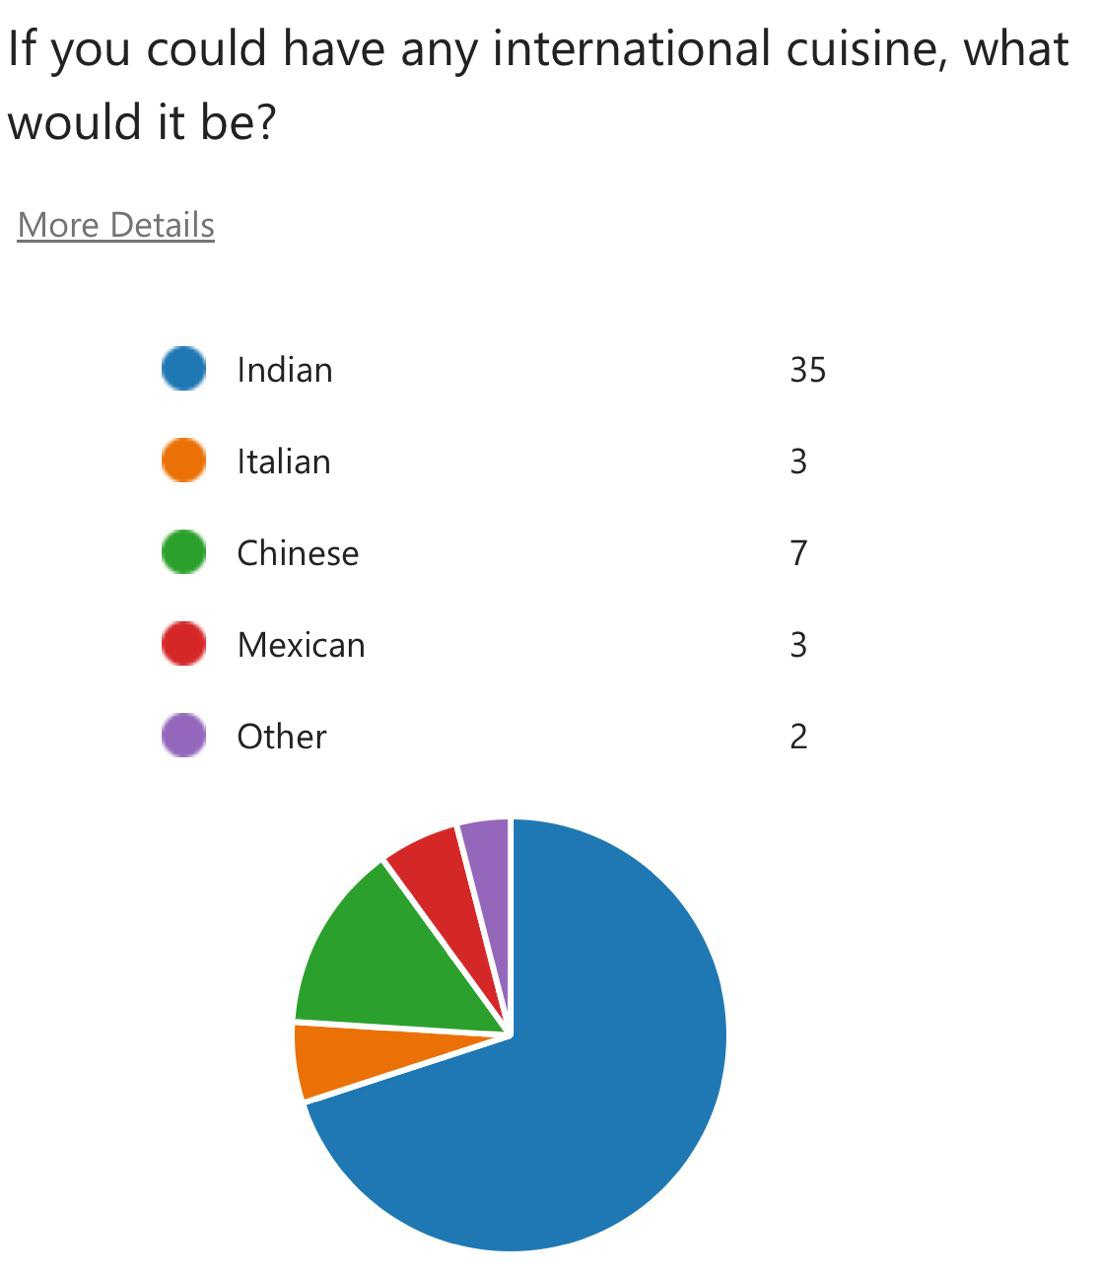 If you could have any international cuisine, what
would it be?
More Details
Indian 35
Italian 3
Chinese 7
Mexican 3
Other 2